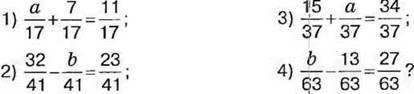 1) a/17 + 7/17 = 11/17;
2) 32/41 − b/41 = 23/41;
3) 15/37 + a/37 = 34/37;
4) b/63 − 13/63 = 27/63?